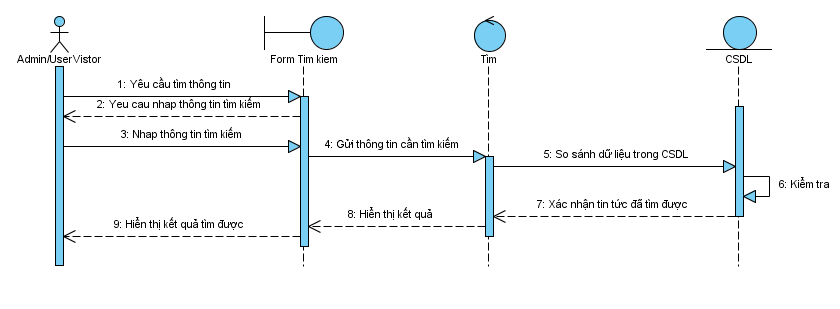 Admin/UserVistor
Form Tim kiem
Tìm
CSDL
1: Yêu cầu tìm thông tin
2: Yeu cau nhap thông tin tìm kiếm
3: Nhap thông tin tìm kiếm
4: Gửi thông tin cần tìm kiếm
5: So sánh dữ liệu trong CSDL
6: Kiểm tra
7: Xác nhận tin tức đã tìm được
8: Hiển thị kết quả
9: Hiển thị kết quả tìm được